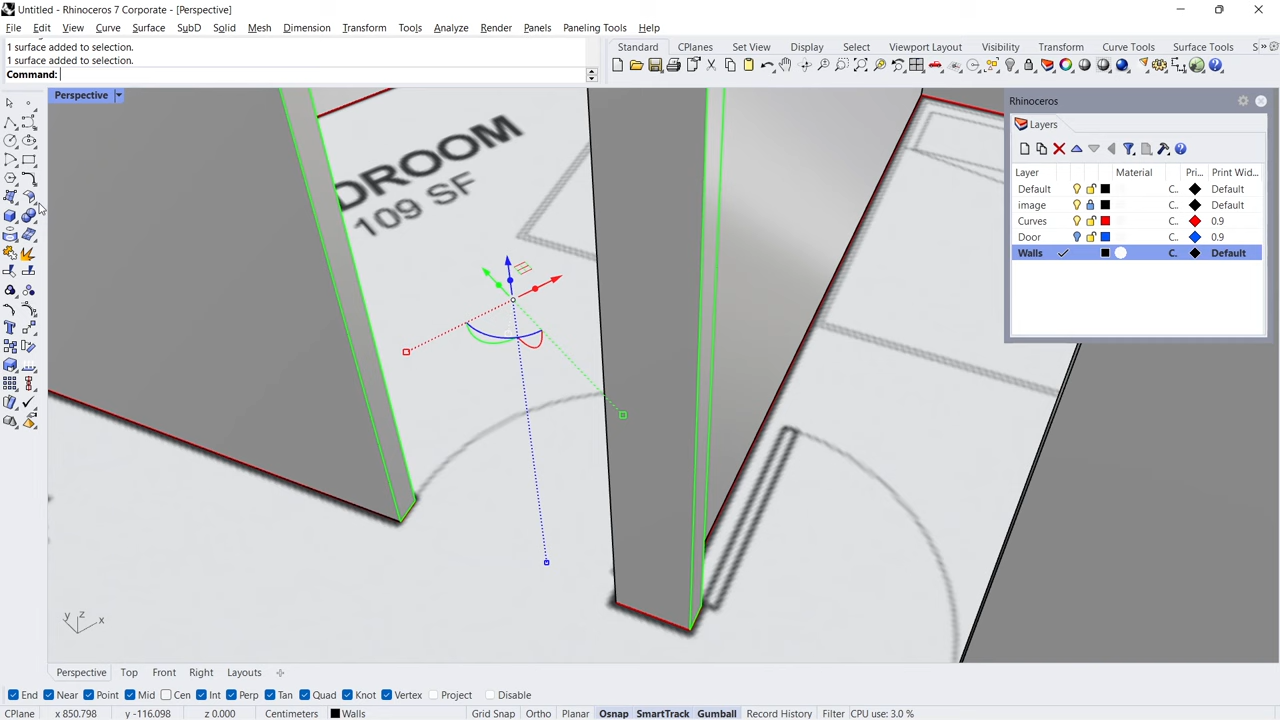 Untitled - Rhinoceros 7 Corporate - [Perspective]
File Edit View Curve Surface SubD Solid Mesh Dimension Transform Tools Analyze Render Panels Paneling Tools Help
1 surface added to selection.
1 surface added to selection.
Command:
Standard CPlanes Set View Display Select Viewport Layout Visibility Transform Curve Tools Surface Tools S »
Perspective
DROOM
109 SF
Rhinoceros
Layers
Layer Material Pri... Print Wid...
Default C.. Default
image C.. Default
Curves C.. 0.9
Door C.. 0.9
Walls C. Default
y z x
Perspective Top Front Right Layouts
End Near Point Mid Cen Int Perp Tan Quad Knot Vertex Project Disable
CPlane x 850.798 y -116.098 z 0.000 Centimeters Walls Grid Snap Ortho Planar Osnap SmartTrack Gumball Record History Filter CPU use: 3.0 %